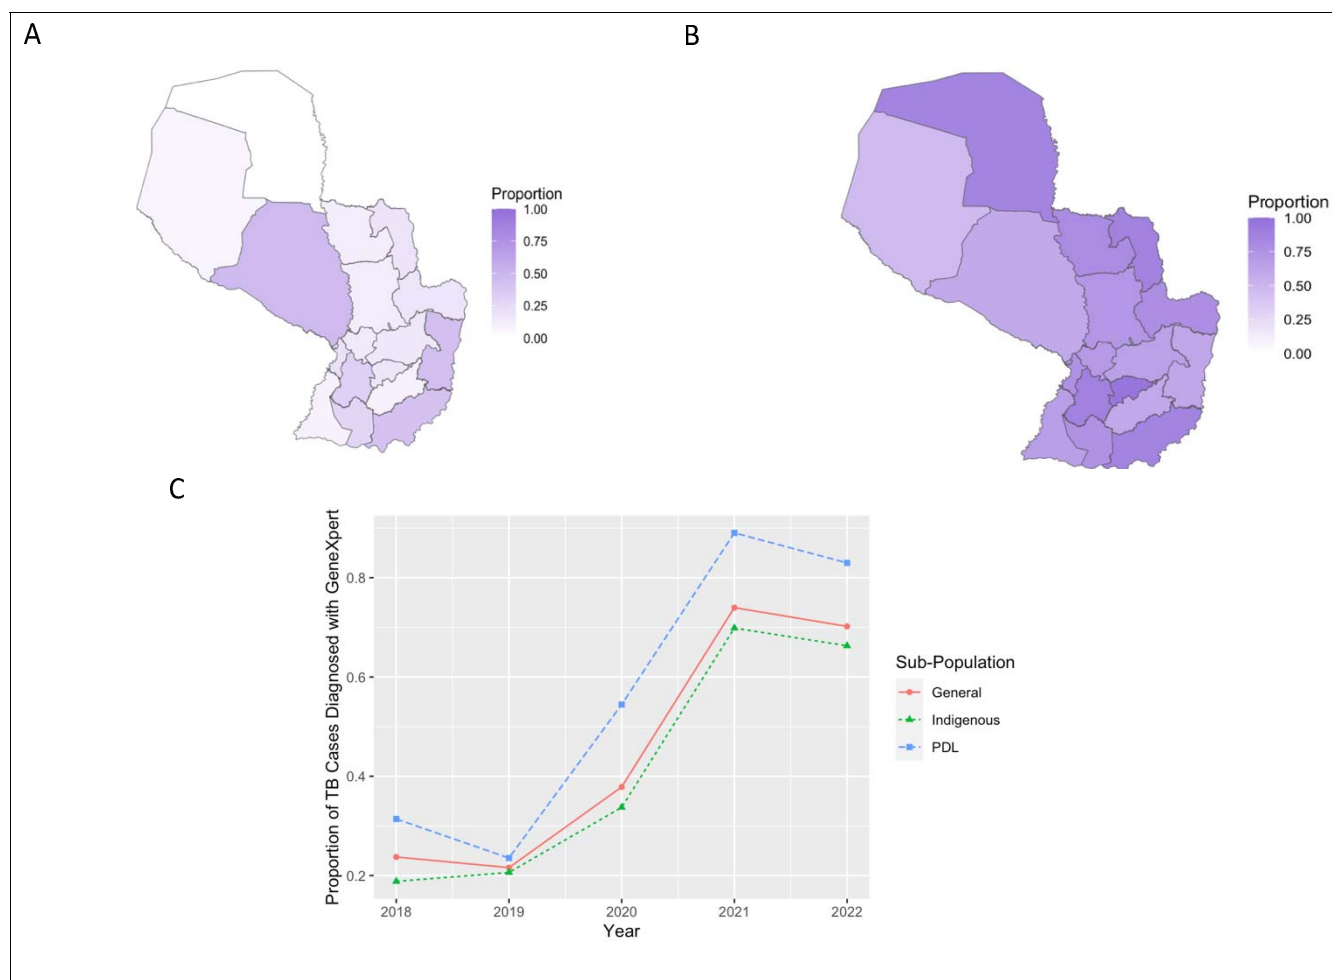 A
B
Proportion
1.00
0.75
0.50
0.25
0.00
Proportion
1.00
0.75
0.50
0.25
0.00
C
Proportion of TB Cases Diagnosed with GeneXpert
0.8
0.6
0.4
0.2
2018 2019 2020 2021 2022
Year
Sub-Population
General
Indigenous
PDL